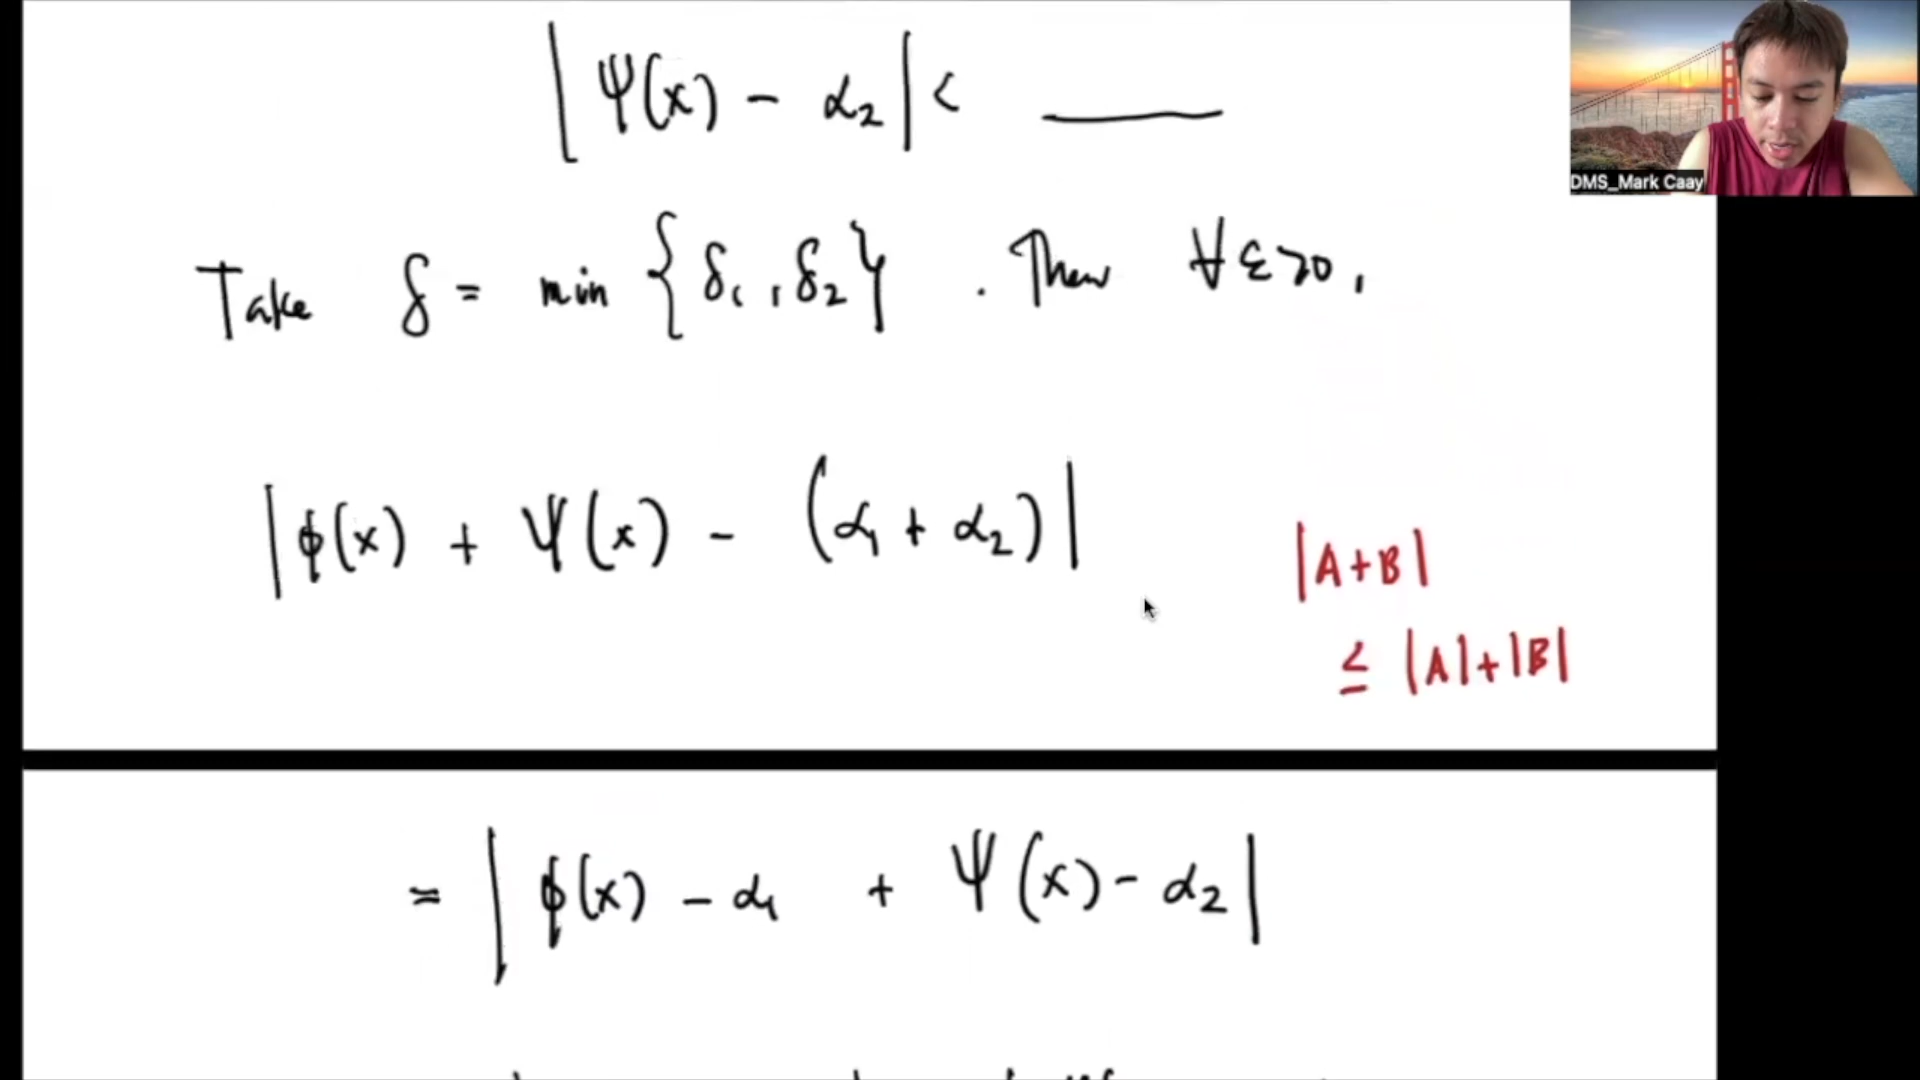 |Ψ(x) - α₂| < ____
DMS_Mark Caay
Take δ = min {δ₁, δ₂}. Then ∀ε>0,
|ϕ(x) + Ψ(x) - (α₁ + α₂)|
|A+B|
≤ |A|+|B|
= |ϕ(x) - α₁ + Ψ(x) - α₂|